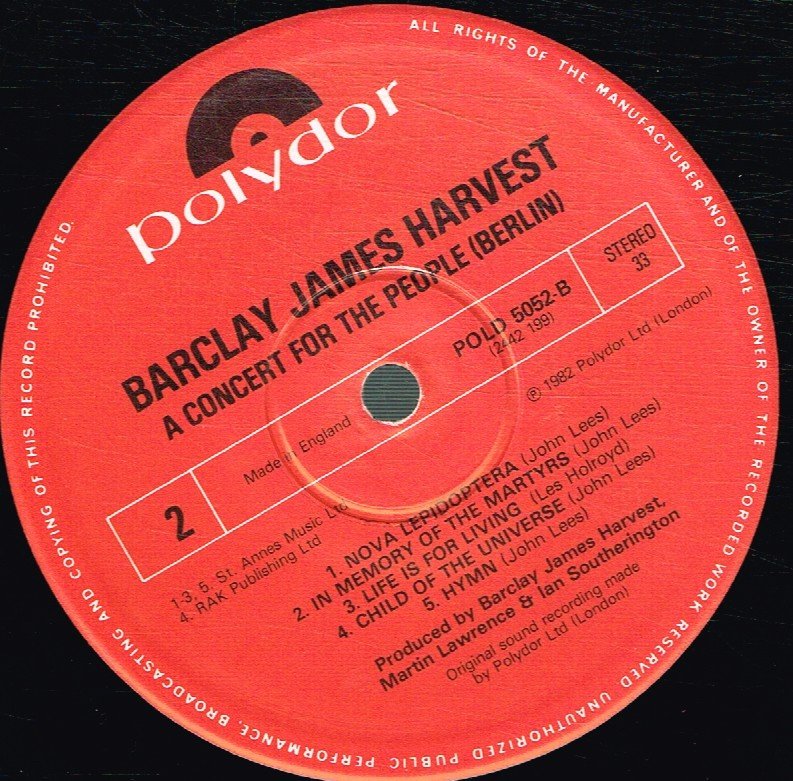 polydor
BARCLAY JAMES HARVEST
A CONCERT FOR THE PEOPLE (BERLIN)
2
Made in England
POLD 5052-B
(2442 199)
STEREO
33
℗ 1982 Polydor Ltd (London)
1-3, 5. St. Annes Music Ltd
4. RAK Publishing Ltd
1. NOVA LEPIDOPTERA (John Lees)
2. IN MEMORY OF THE MARTYRS (John Lees)
3. LIFE IS FOR LIVING (Les Holroyd)
4. CHILD OF THE UNIVERSE (John Lees)
5. HYMN (John Lees)
Produced by Barclay James Harvest,
Martin Lawrence & Ian Southerington
Original sound recording made
by Polydor Ltd (London)
ALL RIGHTS OF THE MANUFACTURER AND OF THE OWNER OF THE RECORDED WORK RESERVED UNAUTHORIZED PUBLIC PERFORMANCE, BROADCASTING AND COPYING OF THIS RECORD PROHIBITED.